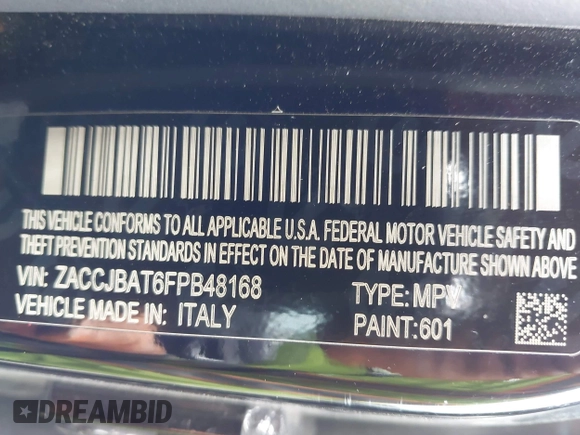 THIS VEHICLE CONFORMS TO ALL APPLICABLE U.S.A. FEDERAL MOTOR VEHICLE SAFETY AND
THEFT PREVENTION STANDARDS IN EFFECT ON THE DATE OF MANUFACTURE SHOWN ABOVE
VIN: ZACCJBAT6FPB48168 TYPE: MPV
VEHICLE MADE IN: ITALY PAINT:601
DREAMBID